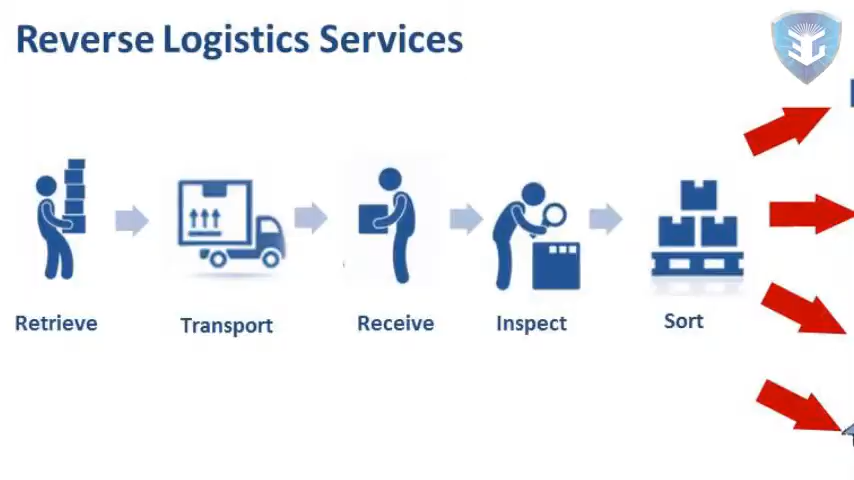 Reverse Logistics Services
Retrieve
Transport
Receive
Inspect
Sort